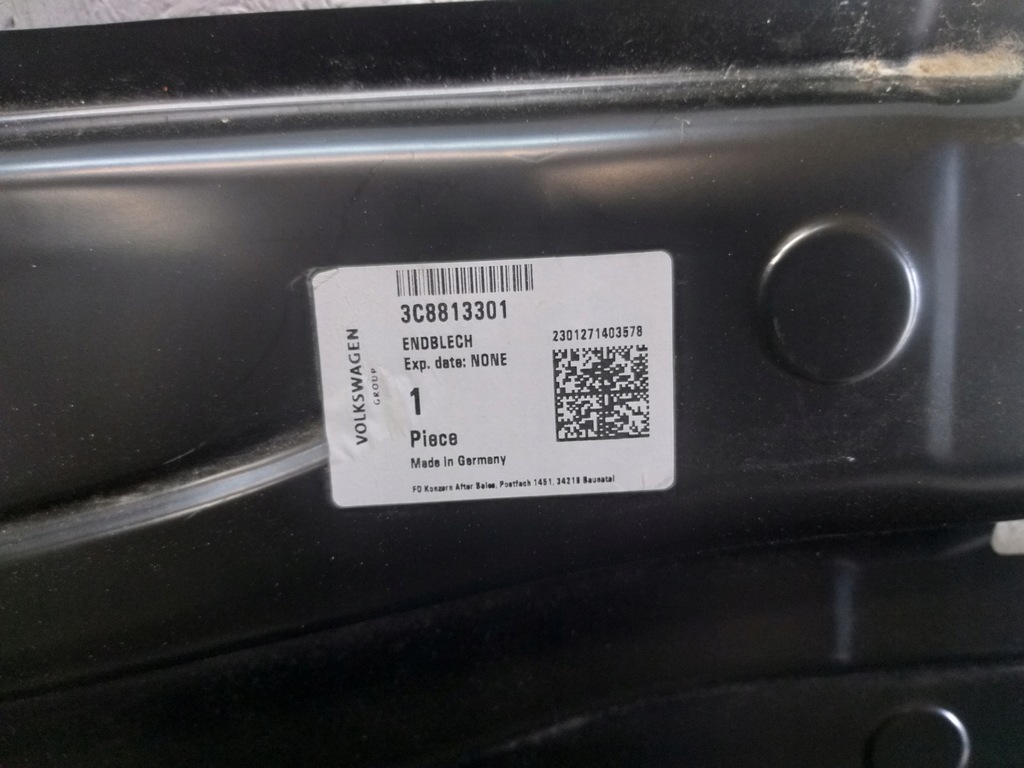 3C8813301
ENDBLECH
Exp. date: NONE
1
Piece
Made in Germany
VOLKSWAGEN
GROUP
2301271403578
FD Konzern After Sales, Postfach 1451, 34219 Baunatal